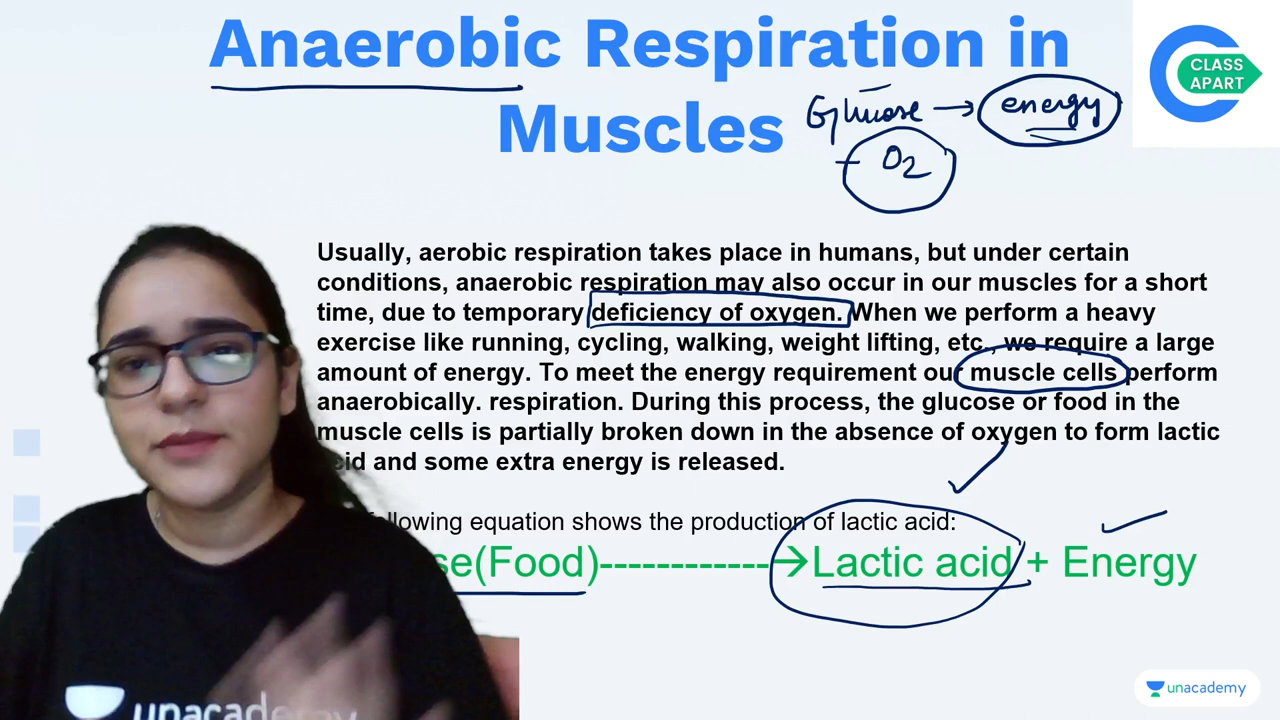 Anaerobic Respiration in
Muscles
CLASS
APART
Glucose → energy
+ O2
Usually, aerobic respiration takes place in humans, but under certain
conditions, anaerobic respiration may also occur in our muscles for a short
time, due to temporary deficiency of oxygen. When we perform a heavy
exercise like running, cycling, walking, weight lifting, etc., we require a large
amount of energy. To meet the energy requirement our muscle cells perform
anaerobically. respiration. During this process, the glucose or food in the
muscle cells is partially broken down in the absence of oxygen to form lactic
and some extra energy is released.
following equation shows the production of lactic acid:
se(Food)------------→Lactic acid + Energy
unacademy
unacademy